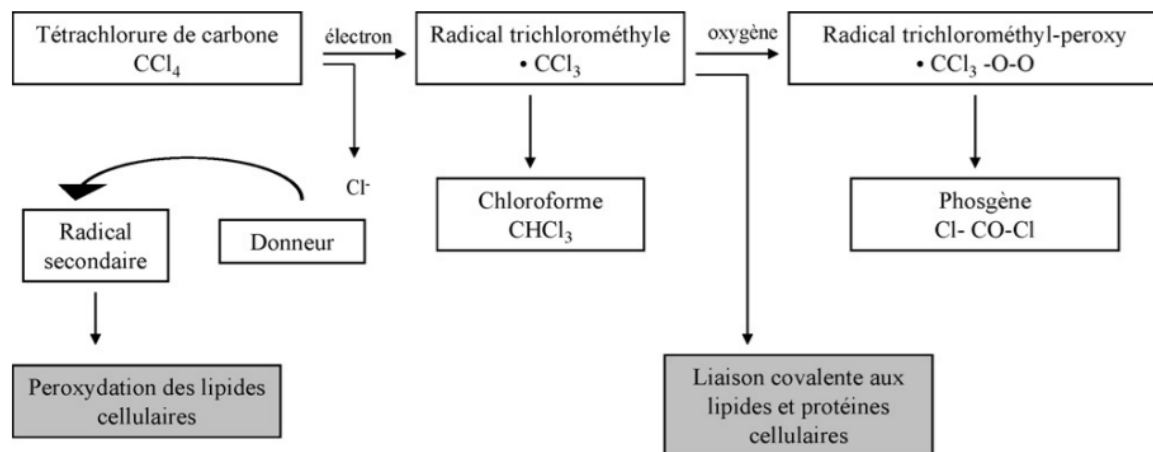 Tétrachlorure de carbone
CCl4
électron
Radical trichlorométhyle
• CCl3
oxygène
Radical trichlorométhyl-peroxy
• CCl3 -O-O
Cl-
Chloroforme
CHCl3
Phosgène
Cl- CO-Cl
Radical
secondaire
Donneur
Peroxydation des lipides
cellulaires
Liaison covalente aux
lipides et protéines
cellulaires